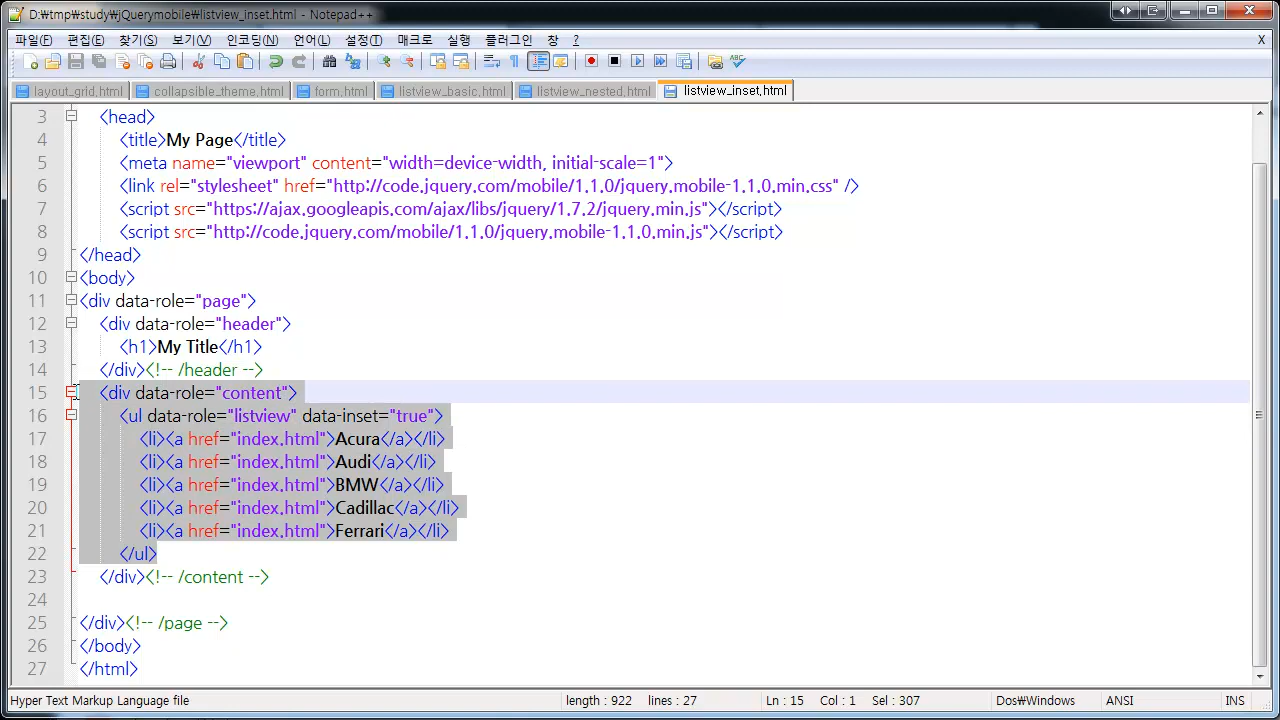 D:₩tmp₩study₩jQuerymobile₩listview_inset.html - Notepad++
파일(F) 편집(E) 찾기(S) 보기(V) 인코딩(N) 언어(L) 설정(T) 매크로 실행 플러그인 창 ? X
layout_grid.html collapsible_theme.html form.html listview_basic.html listview_nested.html listview_inset.html
3 <head>
4 <title>My Page</title>
5 <meta name="viewport" content="width=device-width, initial-scale=1">
6 <link rel="stylesheet" href="http://code.jquery.com/mobile/1.1.0/jquery.mobile-1.1.0.min.css" />
7 <script src="https://ajax.googleapis.com/ajax/libs/jquery/1.7.2/jquery.min.js"></script>
8 <script src="http://code.jquery.com/mobile/1.1.0/jquery.mobile-1.1.0.min.js"></script>
9 </head>
10 <body>
11 <div data-role="page">
12 <div data-role="header">
13 <h1>My Title</h1>
14 </div><!-- /header -->
15 <div data-role="content">
16 <ul data-role="listview" data-inset="true">
17 <li><a href="index.html">Acura</a></li>
18 <li><a href="index.html">Audi</a></li>
19 <li><a href="index.html">BMW</a></li>
20 <li><a href="index.html">Cadillac</a></li>
21 <li><a href="index.html">Ferrari</a></li>
22 </ul>
23 </div><!-- /content -->
24
25 </div><!-- /page -->
26 </body>
27 </html>
Hyper Text Markup Language file length : 922 lines : 27 Ln : 15 Col : 1 Sel : 307 Dos₩Windows ANSI INS